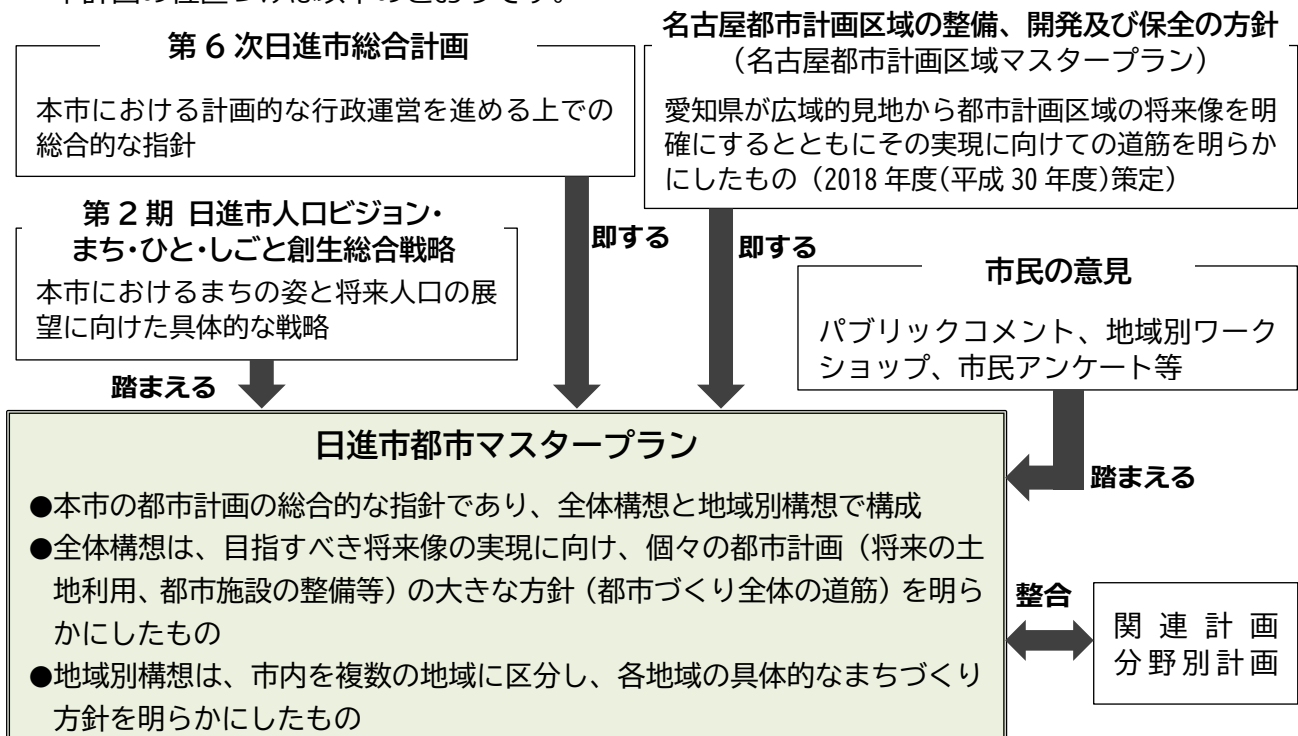 本計画の位置づけは以下のとおりです。
第6次日進市総合計画
本市における計画的な行政運営を進める上での
総合的な指針
名古屋都市計画区域の整備、開発及び保全の方針
（名古屋都市計画区域マスタープラン）
愛知県が広域的見地から都市計画区域の将来像を明
確にするとともにその実現に向けての道筋を明らか
にしたもの（2018年度(平成30年度)策定）
第2期 日進市人口ビジョン・
まち・ひと・しごと創生総合戦略
本市におけるまちの姿と将来人口の展
望に向けた具体的な戦略
即する
即する
市民の意見
パブリックコメント、地域別ワーク
ショップ、市民アンケート等
踏まえる
踏まえる
日進市都市マスタープラン
●本市の都市計画の総合的な指針であり、全体構想と地域別構想で構成
●全体構想は、目指すべき将来像の実現に向け、個々の都市計画（将来の土
地利用、都市施設の整備等）の大きな方針（都市づくり全体の道筋）を明ら
かにしたもの
●地域別構想は、市内を複数の地域に区分し、各地域の具体的なまちづくり
方針を明らかにしたもの
整合
関連計画
分野別計画